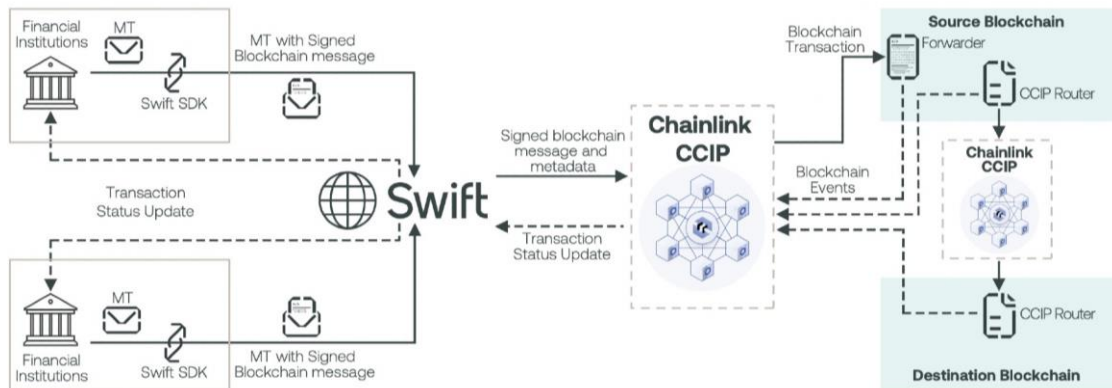 Financial
Institutions
MT
Swift SDK
MT with Signed
Blockchain message
Transaction
Status Update
Swift
MT
Financial
Institutions
Swift SDK
MT with Signed
Blockchain message
Signed blockchain
message and
metadata
Transaction
Status Update
Chainlink
CCIP
Blockchain
Transaction
Blockchain
Events
Source Blockchain
Forwarder
CCIP Router
Chainlink
CCIP
CCIP Router
Destination Blockchain